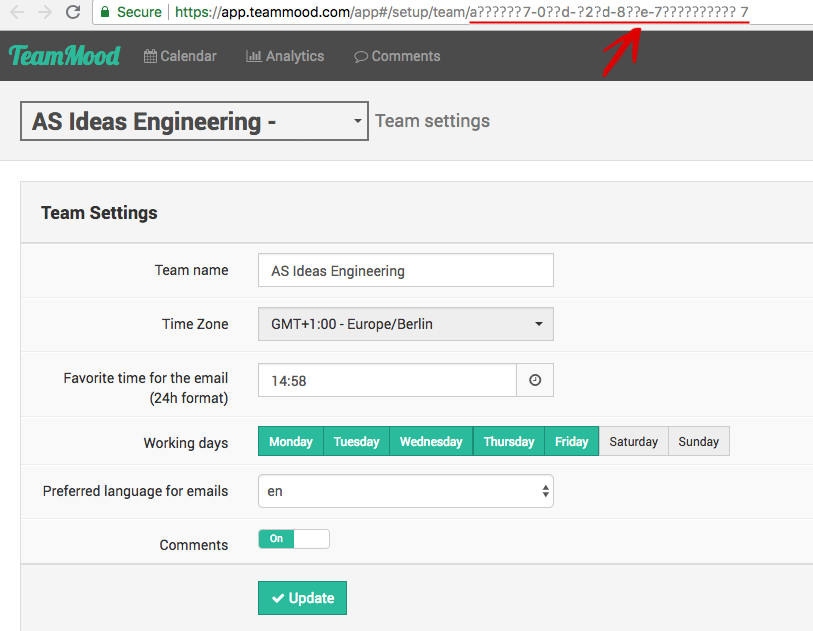 Secure https://app.teammood.com/app#/setup/team/a??????7-0??d-?2?d-8??e-7?????????? 7
TeamMood Calendar Analytics Comments
AS Ideas Engineering - Team settings
Team Settings
Team name AS Ideas Engineering
Time Zone GMT+1:00 - Europe/Berlin
Favorite time for the email 14:58
(24h format)
Working days Monday Tuesday Wednesday Thursday Friday Saturday Sunday
Preferred language for emails en
Comments On
Update